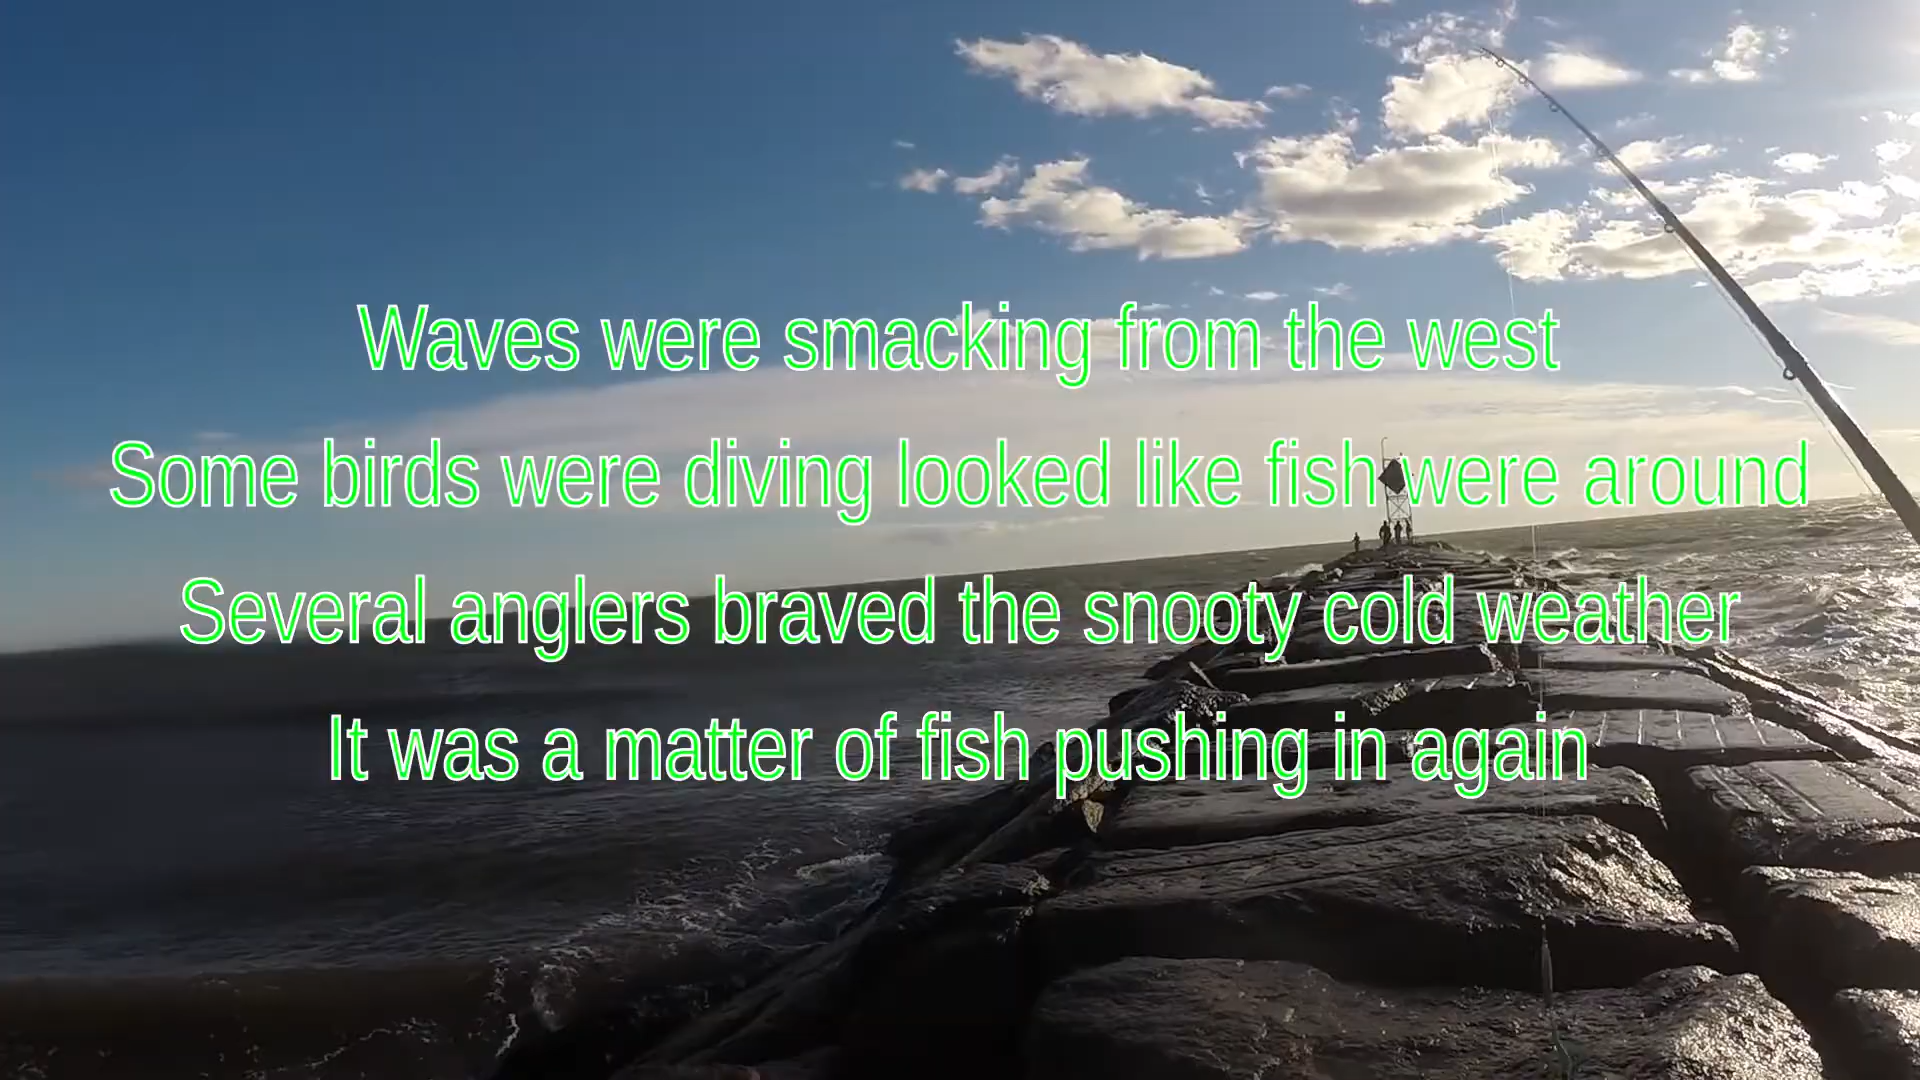 Waves were smacking from the west
Some birds were diving looked like fish were around
Several anglers braved the snooty cold weather
It was a matter of fish pushing in again